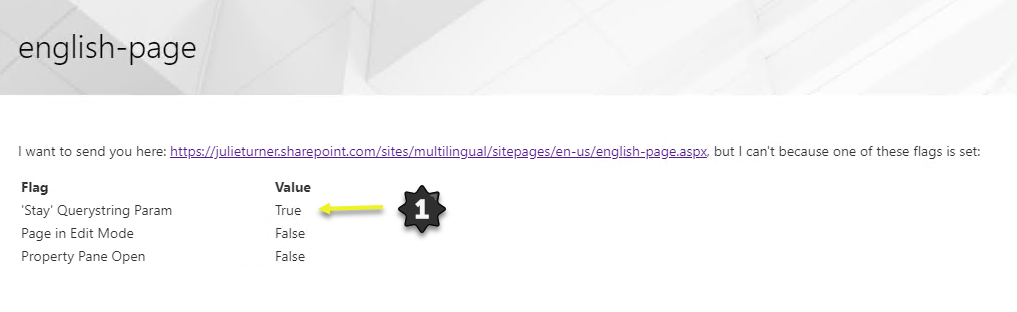 english-page
I want to send you here: https://julieturner.sharepoint.com/sites/multilingual/sitepages/en-us/english-page.aspx, but I can't because one of these flags is set:
Flag Value
'Stay' Querystring Param True
1
Page in Edit Mode False
Property Pane Open False